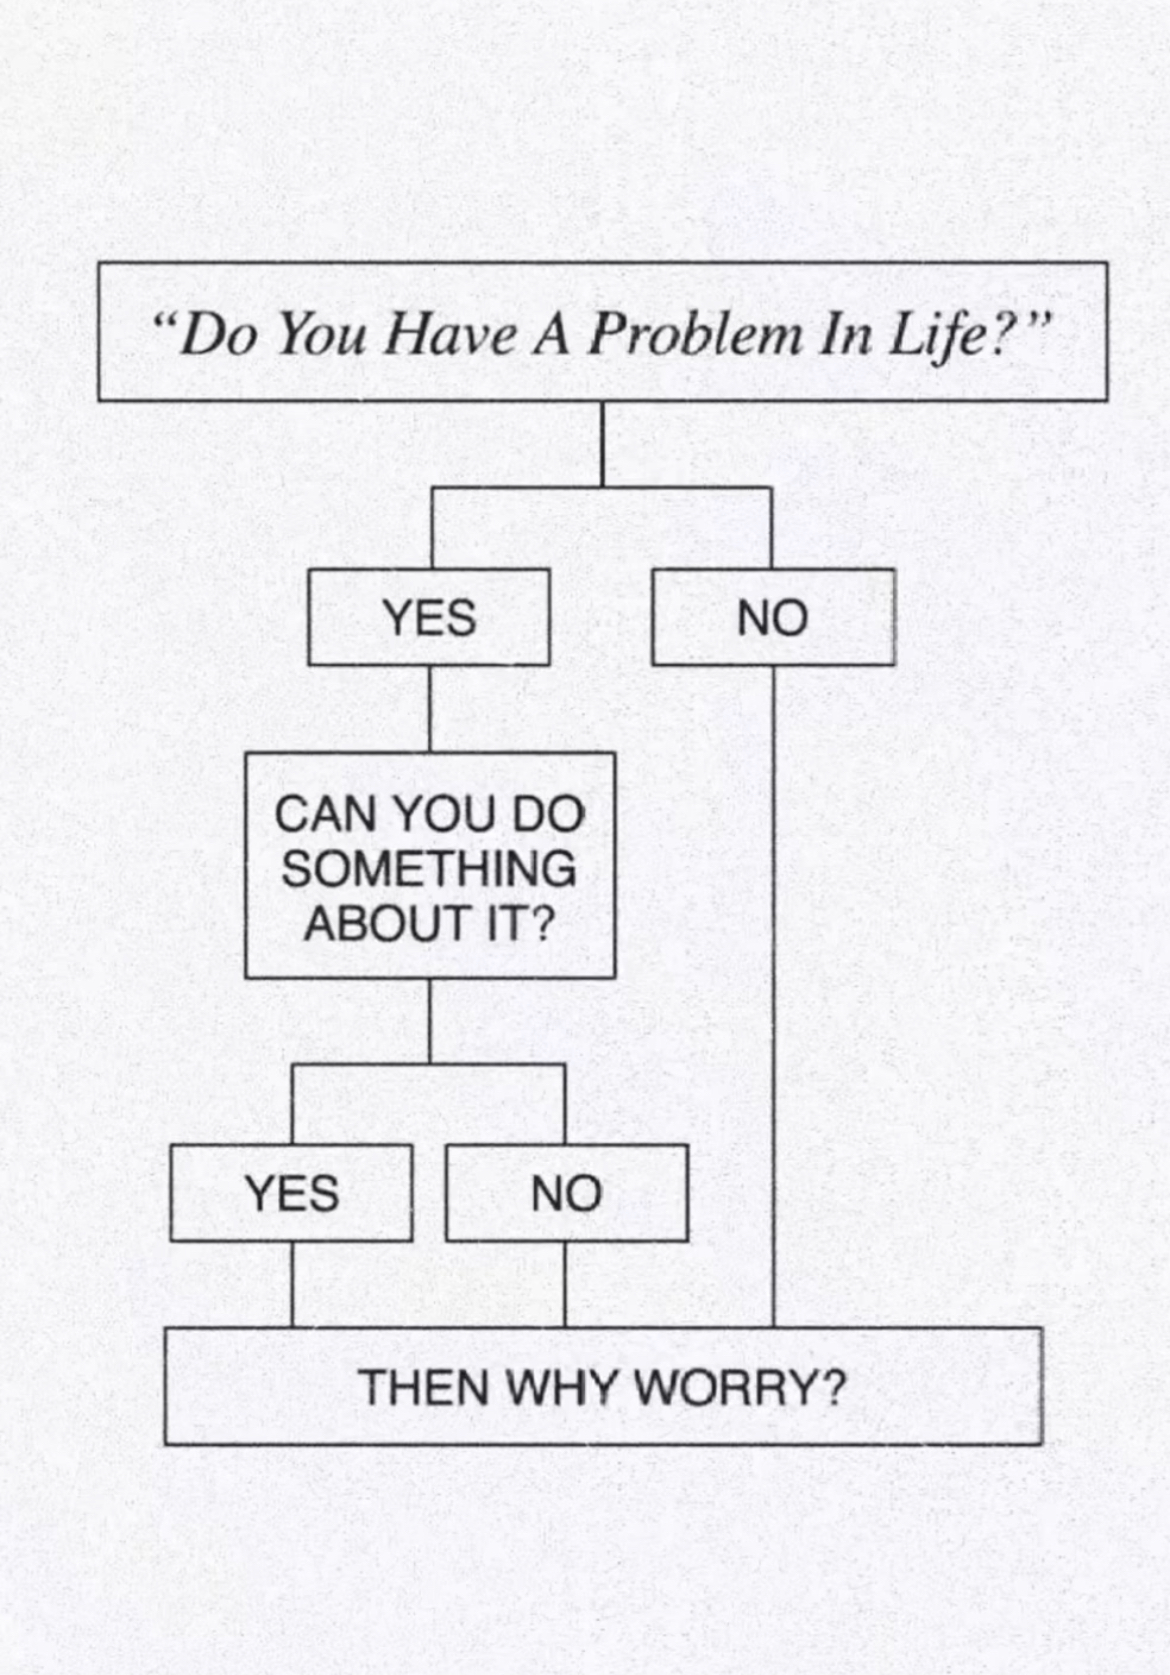 “Do You Have A Problem In Life?”
YES
NO
CAN YOU DO
SOMETHING
ABOUT IT?
YES
NO
THEN WHY WORRY?